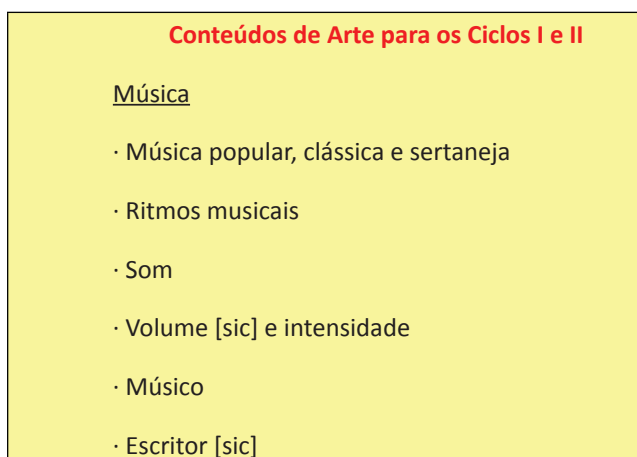 Conteúdos de Arte para os Ciclos I e II
Música
· Música popular, clássica e sertaneja
· Ritmos musicais
· Som
· Volume [sic] e intensidade
· Músico
· Escritor [sic]